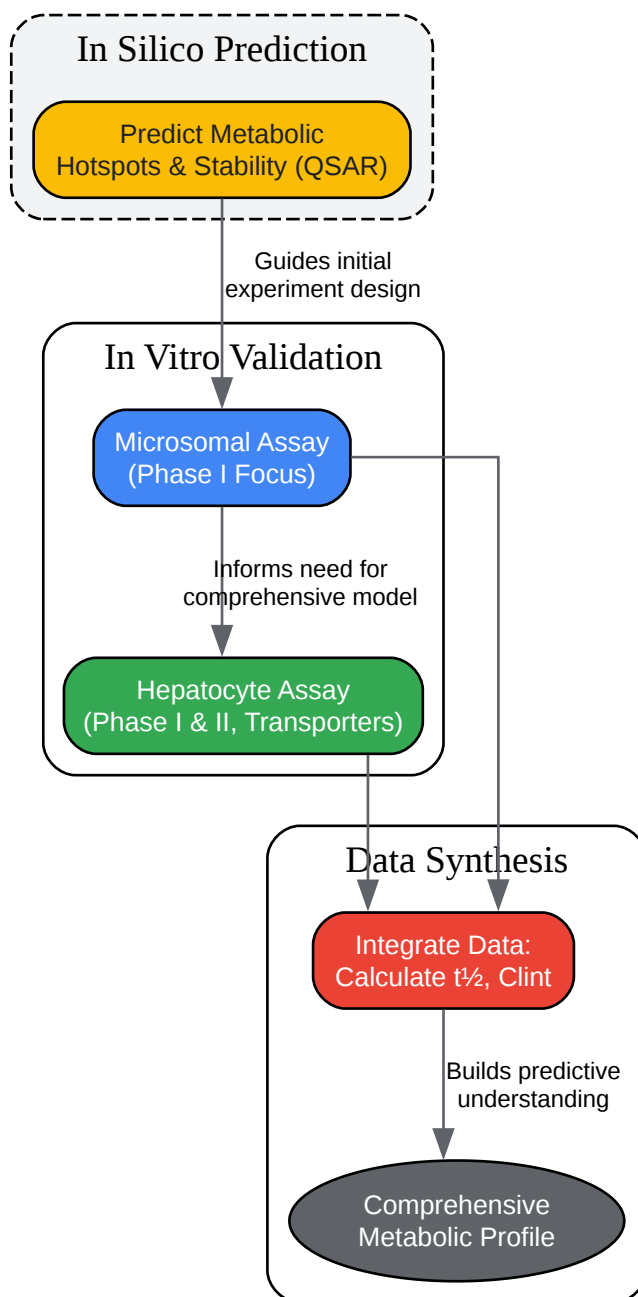 In Silico Prediction
Predict Metabolic
Hotspots & Stability (QSAR)
Guides initial
experiment design
In Vitro Validation
Microsomal Assay
(Phase I Focus)
Informs need for
comprehensive model
Hepatocyte Assay
(Phase I & II, Transporters)
Data Synthesis
Integrate Data:
Calculate t½, Clint
Builds predictive
understanding
Comprehensive
Metabolic Profile